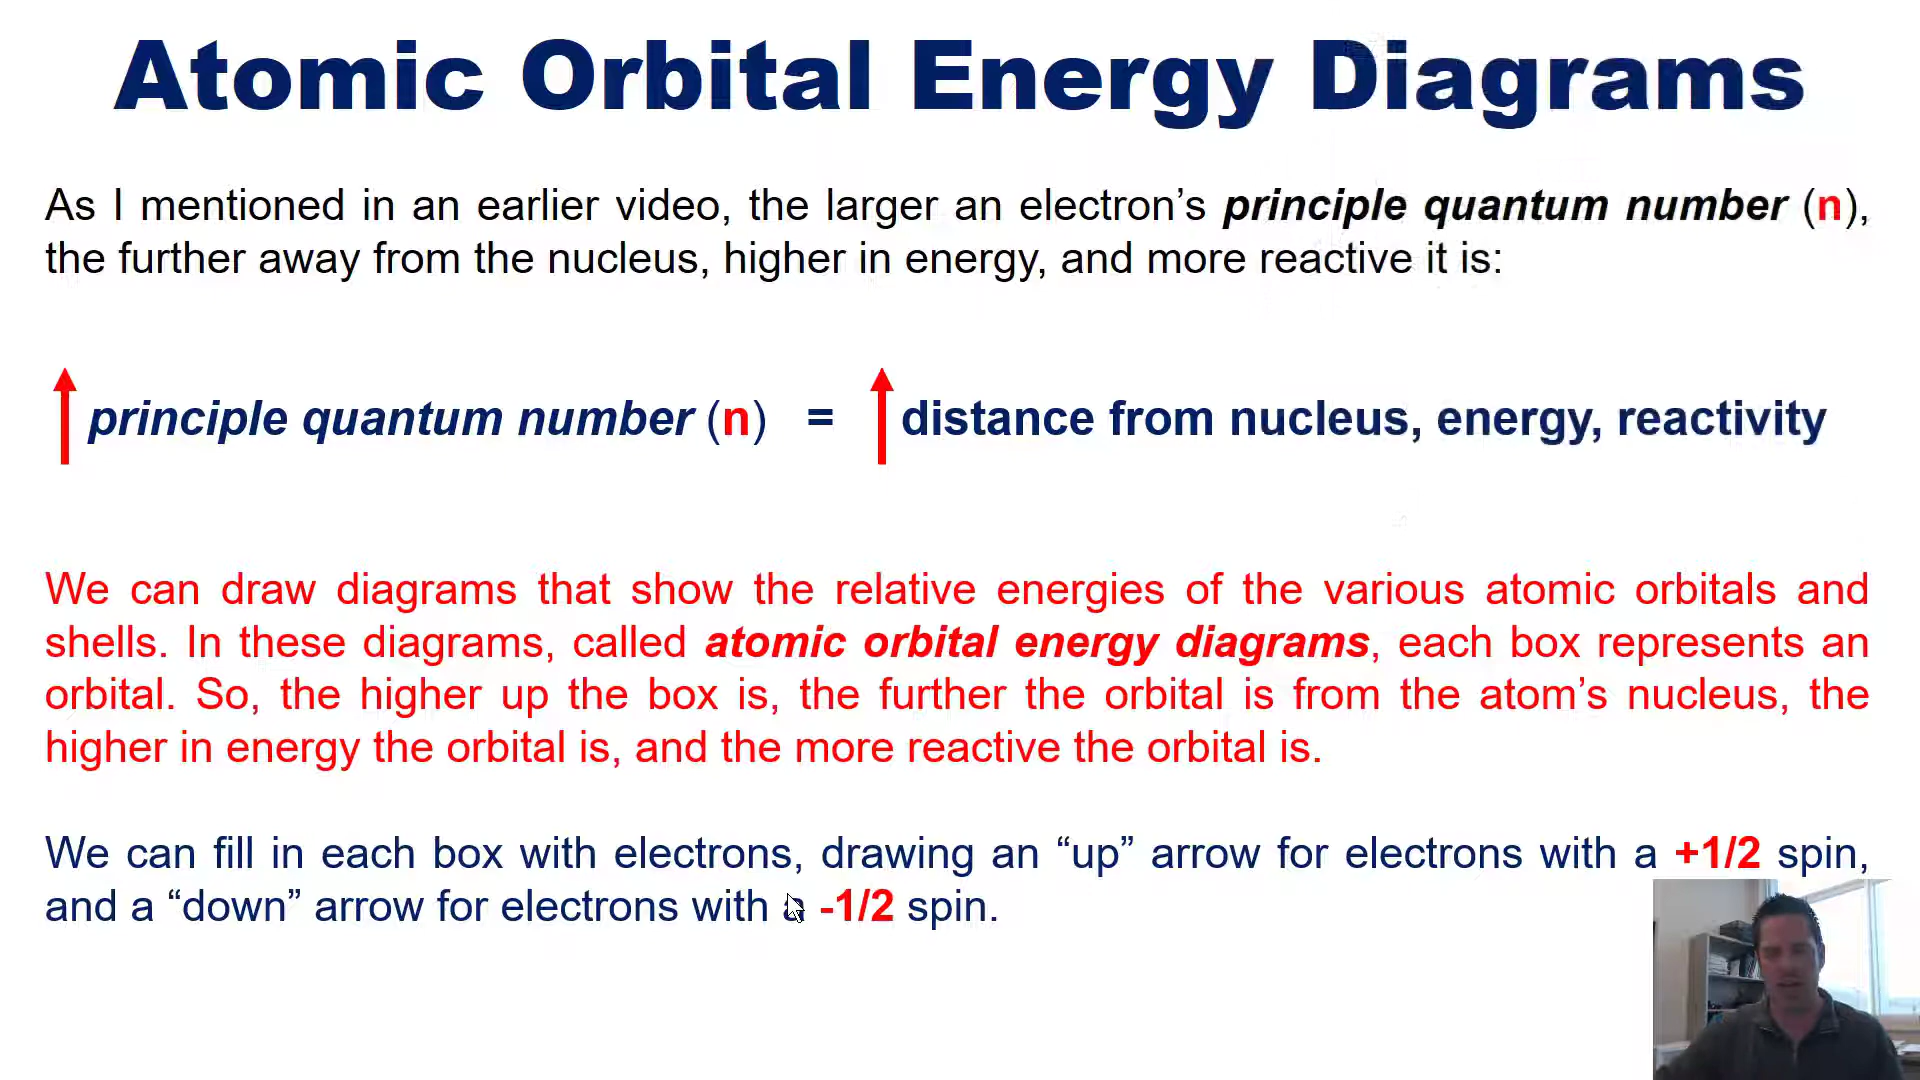 Atomic Orbital Energy Diagrams
As I mentioned in an earlier video, the larger an electron’s principle quantum number (n),
the further away from the nucleus, higher in energy, and more reactive it is:
principle quantum number (n) = distance from nucleus, energy, reactivity
We can draw diagrams that show the relative energies of the various atomic orbitals and
shells. In these diagrams, called atomic orbital energy diagrams, each box represents an
orbital. So, the higher up the box is, the further the orbital is from the atom’s nucleus, the
higher in energy the orbital is, and the more reactive the orbital is.
We can fill in each box with electrons, drawing an “up” arrow for electrons with a +1/2 spin,
and a “down” arrow for electrons with a -1/2 spin.